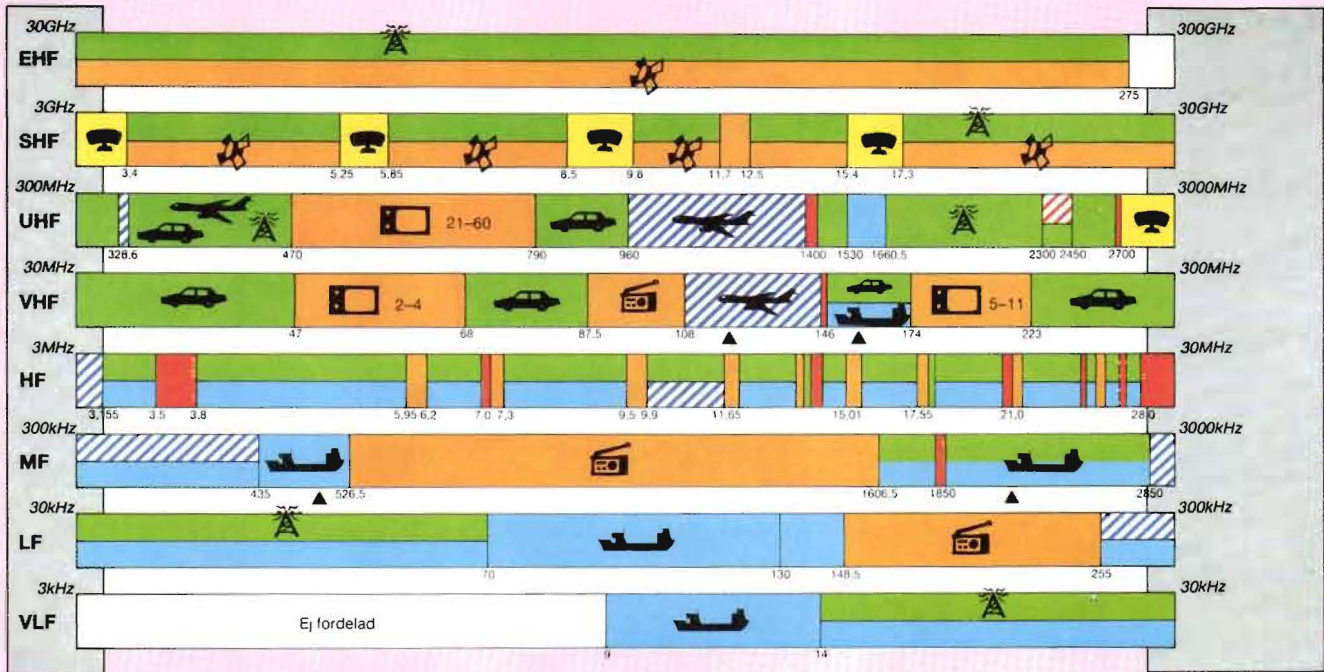 30GHz 300GHz
EHF
275
3GHz 30GHz
SHF
3.4 5.25 5.85 8.5 9.8 11,7 12.5 15.4 17,3
300MHz 3000MHz
UHF 21–60
328.6 470 790 960 1400 1530 1660,5 2300 2450 2700
30MHz 300MHz
VHF 2–4 5–11
47 68 87.5 108 146 174 223
3MHz 30MHz
HF
3,155 3.5 3.8 5,95 6,2 7.0 7,3 9.5 9,9 11,65 15,01 17,55 21,0 28,0
300kHz 3000kHz
MF
435 526.5 1606.5 1850 2850
30kHz 300kHz
LF
70 130 148,5 255
3kHz 30kHz
VLF Ej fordelad
9 14